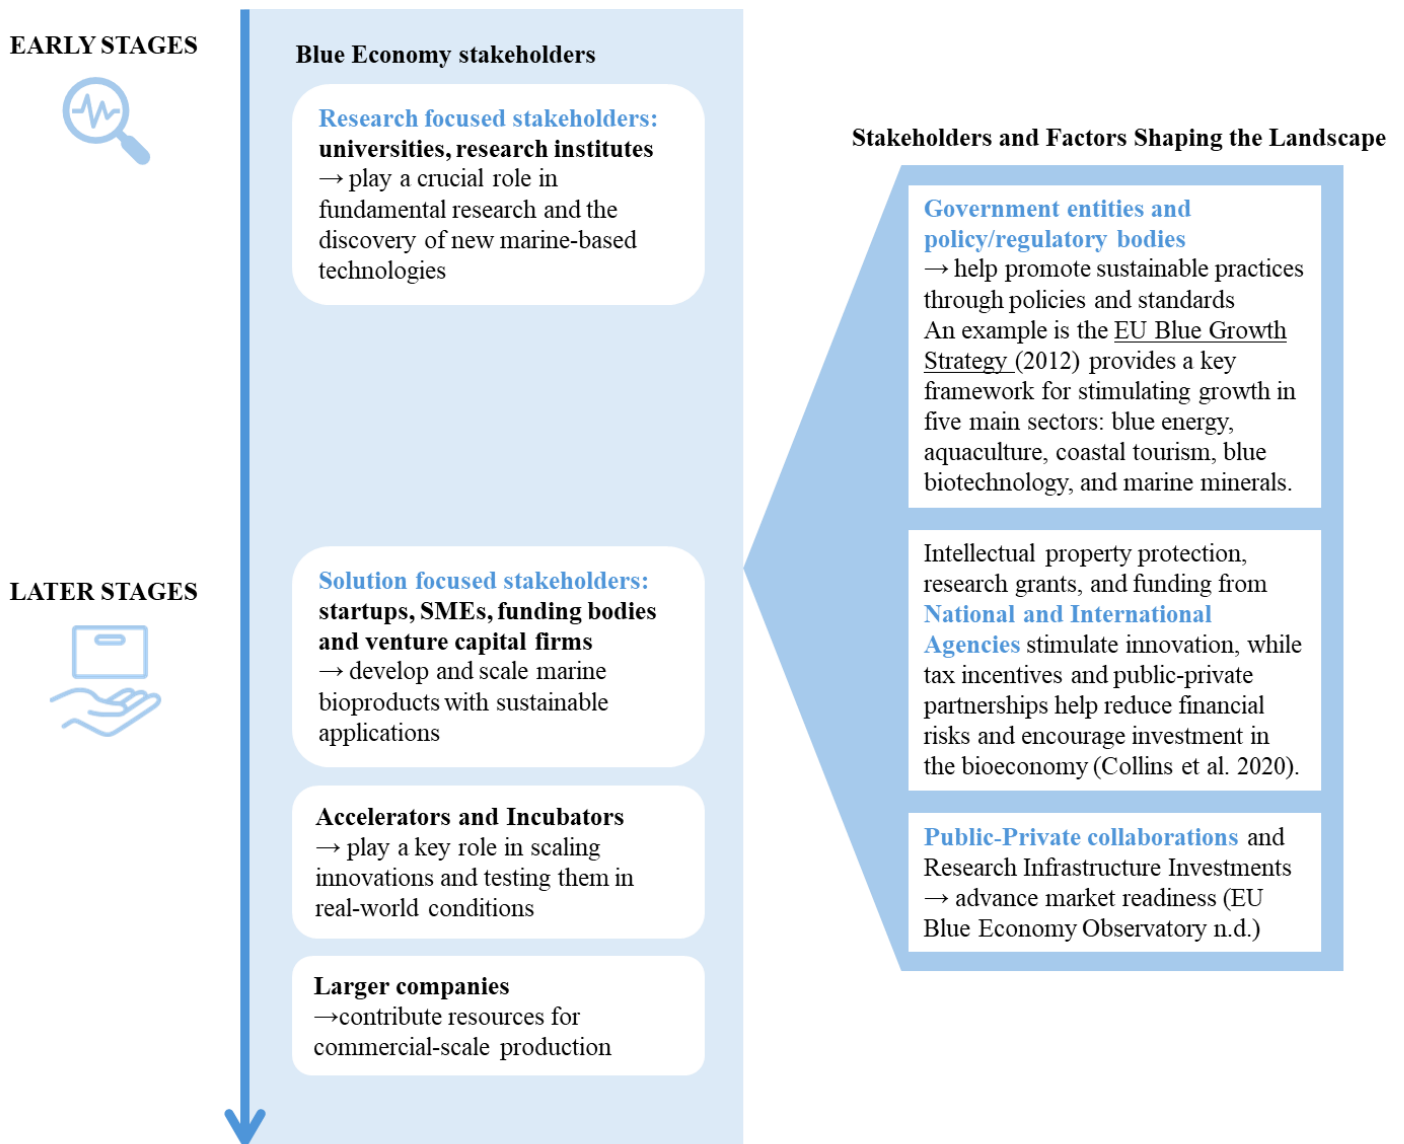 EARLY STAGES
Blue Economy stakeholders
Research focused stakeholders:
universities, research institutes
→ play a crucial role in
fundamental research and the
discovery of new marine-based
technologies
LATER STAGES
Solution focused stakeholders:
startups, SMEs, funding bodies
and venture capital firms
→ develop and scale marine
bioproducts with sustainable
applications
Accelerators and Incubators
→ play a key role in scaling
innovations and testing them in
real-world conditions
Larger companies
→contribute resources for
commercial-scale production
Stakeholders and Factors Shaping the Landscape
Government entities and
policy/regulatory bodies
→ help promote sustainable practices
through policies and standards
An example is the EU Blue Growth
Strategy (2012) provides a key
framework for stimulating growth in
five main sectors: blue energy,
aquaculture, coastal tourism, blue
biotechnology, and marine minerals.
Intellectual property protection,
research grants, and funding from
National and International
Agencies stimulate innovation, while
tax incentives and public-private
partnerships help reduce financial
risks and encourage investment in
the bioeconomy (Collins et al. 2020).
Public-Private collaborations and
Research Infrastructure Investments
→ advance market readiness (EU
Blue Economy Observatory n.d.)